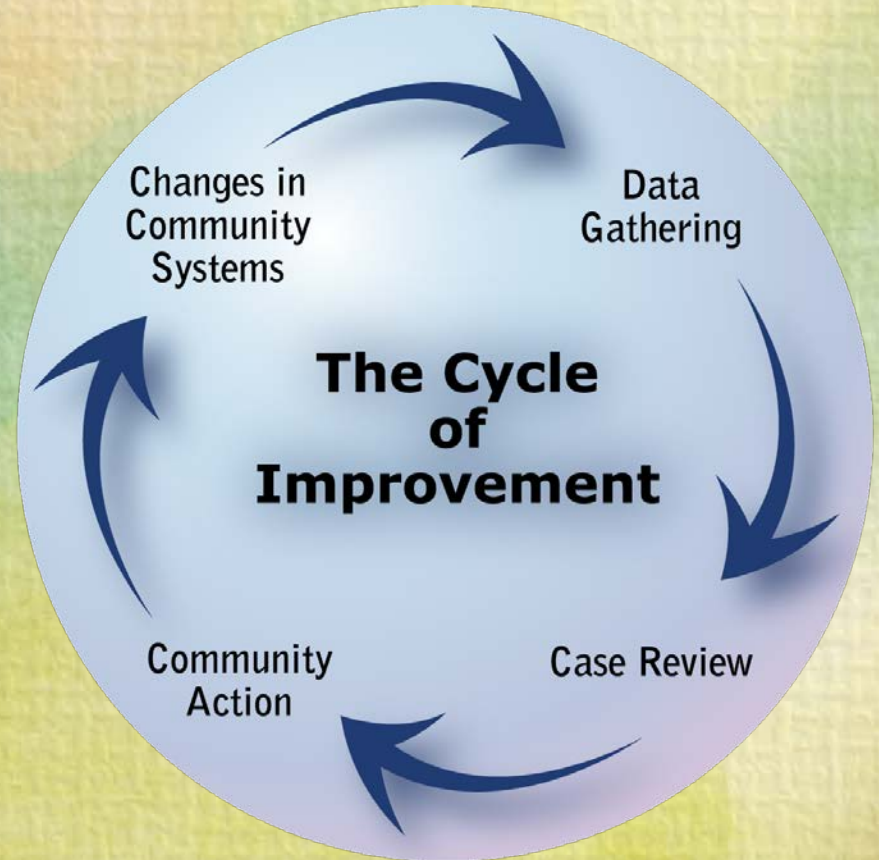 The Cycle
of
Improvement
Data
Gathering
Case Review
Community
Action
Changes in
Community
Systems